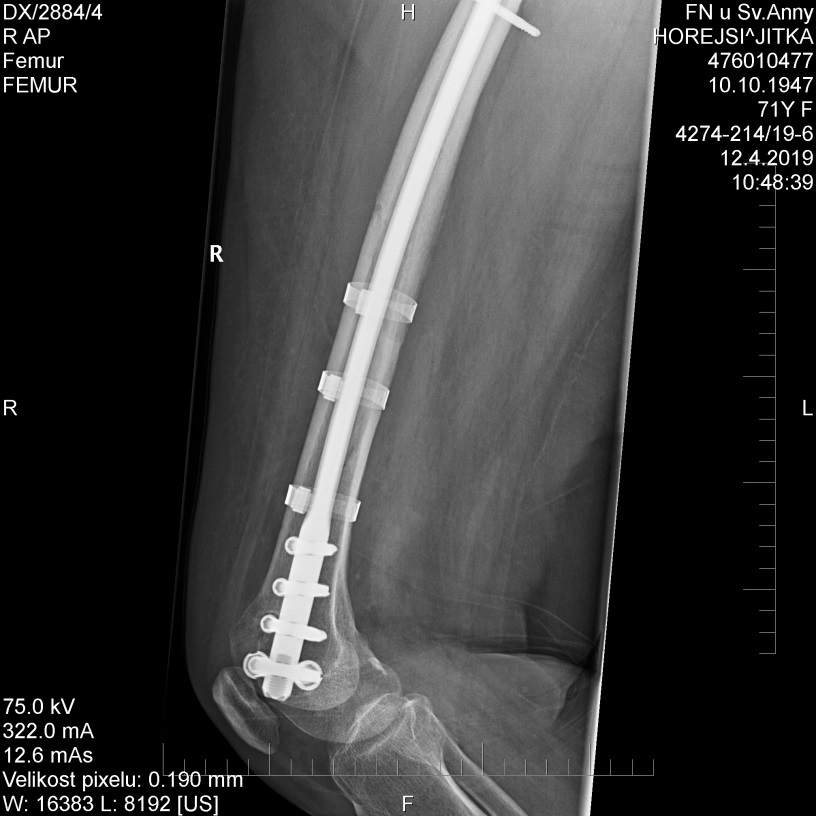 DX/2884/4
R AP
Femur
FEMUR
H
FN u Sv.Anny
HOREJSI^JITKA
476010477
10.10.1947
71Y F
4274-214/19-6
12.4.2019
10:48:39
R
R
L
75.0 kV
322.0 mA
12.6 mAs
Velikost pixelu: 0.190 mm
W: 16383 L: 8192 [US]
F